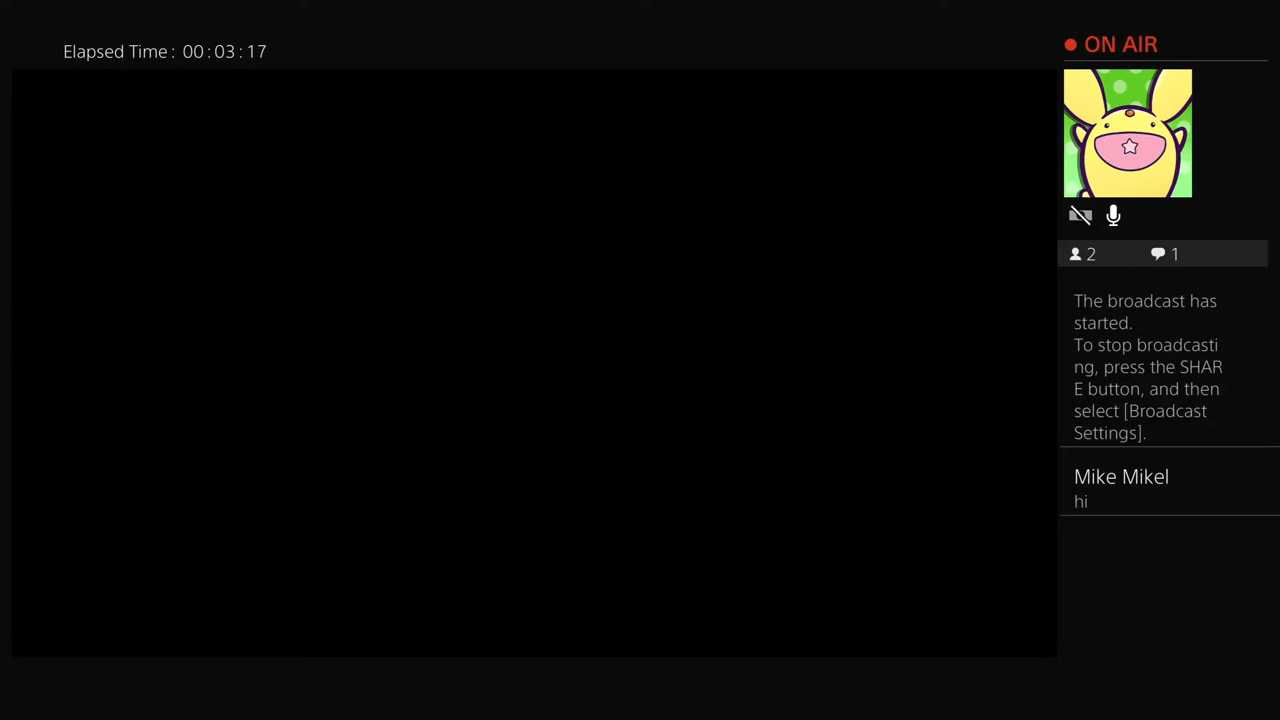 Elapsed Time: 00:03:17
ON AIR
2 1
The broadcast has
started.
To stop broadcasti
ng, press the SHAR
E button, and then
select [Broadcast
Settings].
Mike Mikel
hi